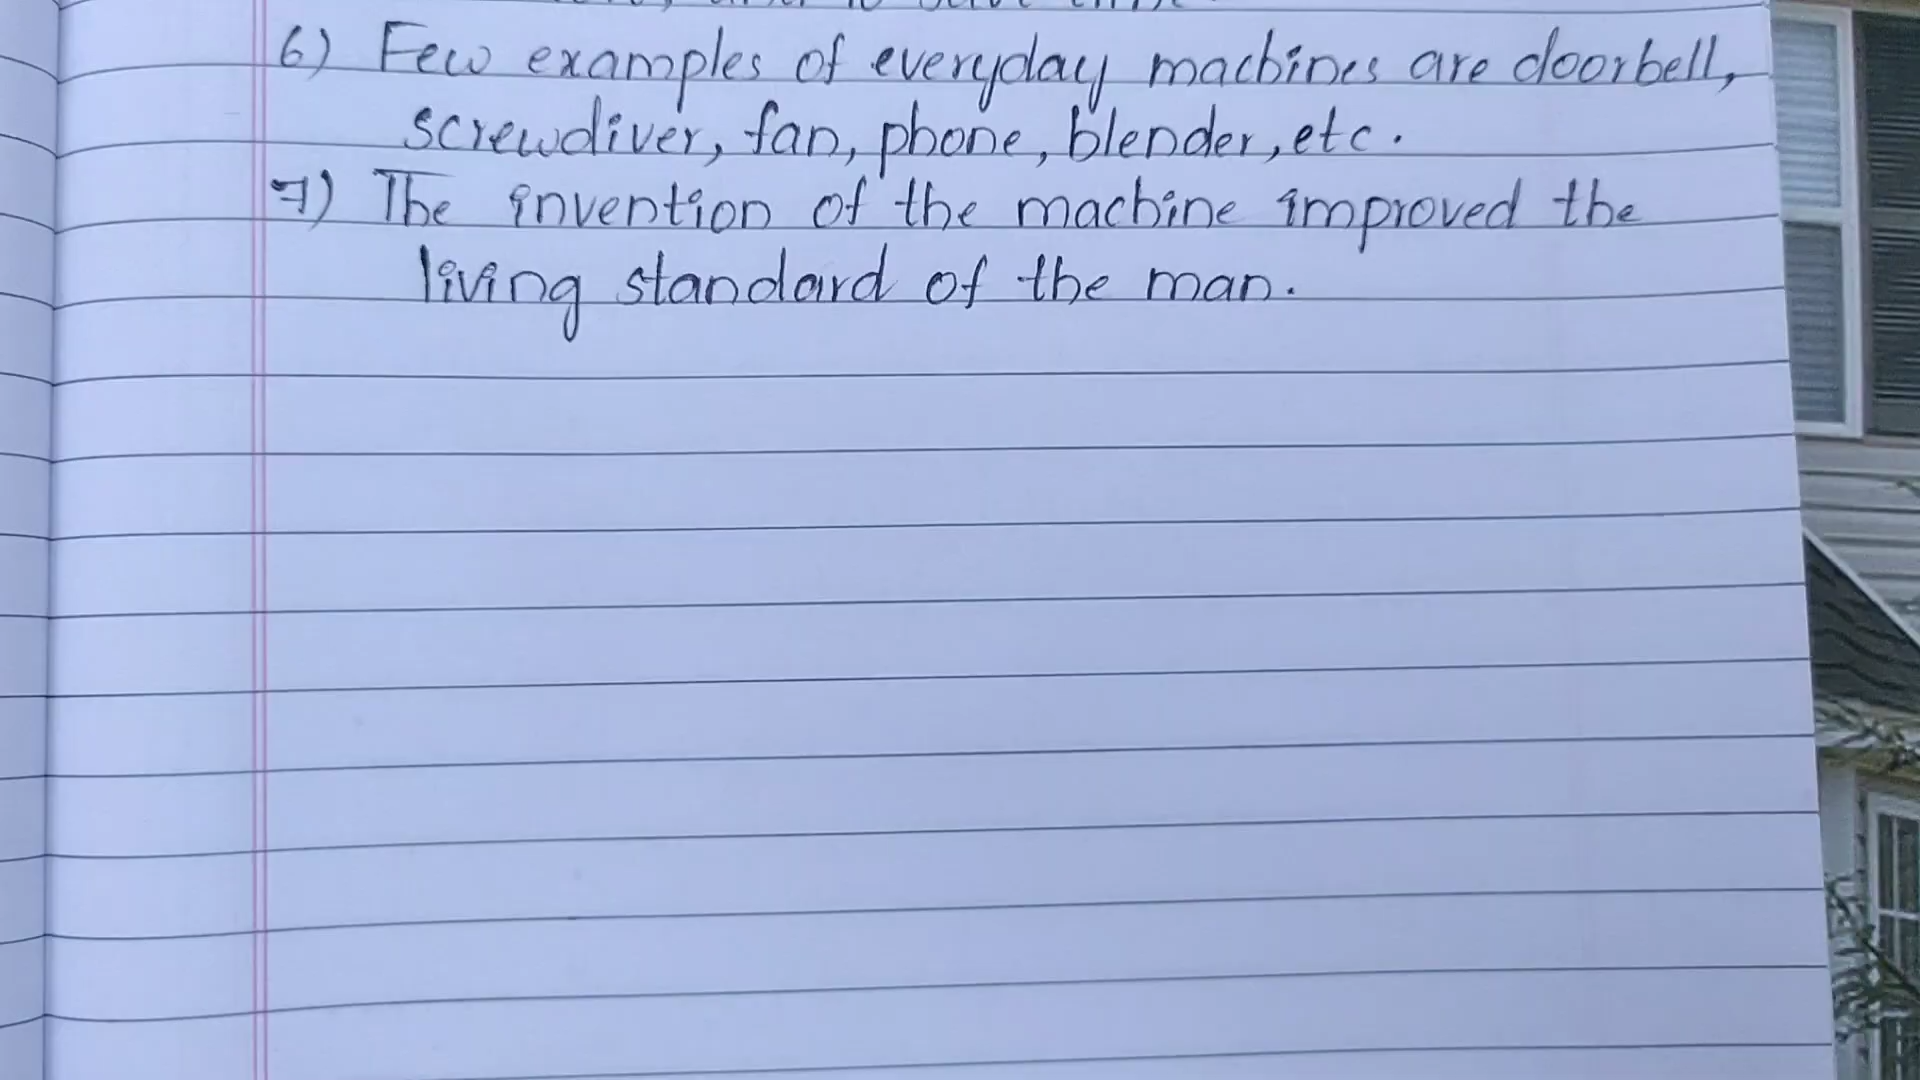 6) Few examples of everyday machines are doorbell,
screwdiver, fan, phone, blender, etc.
7) The invention of the machine improved the
living standard of the man.